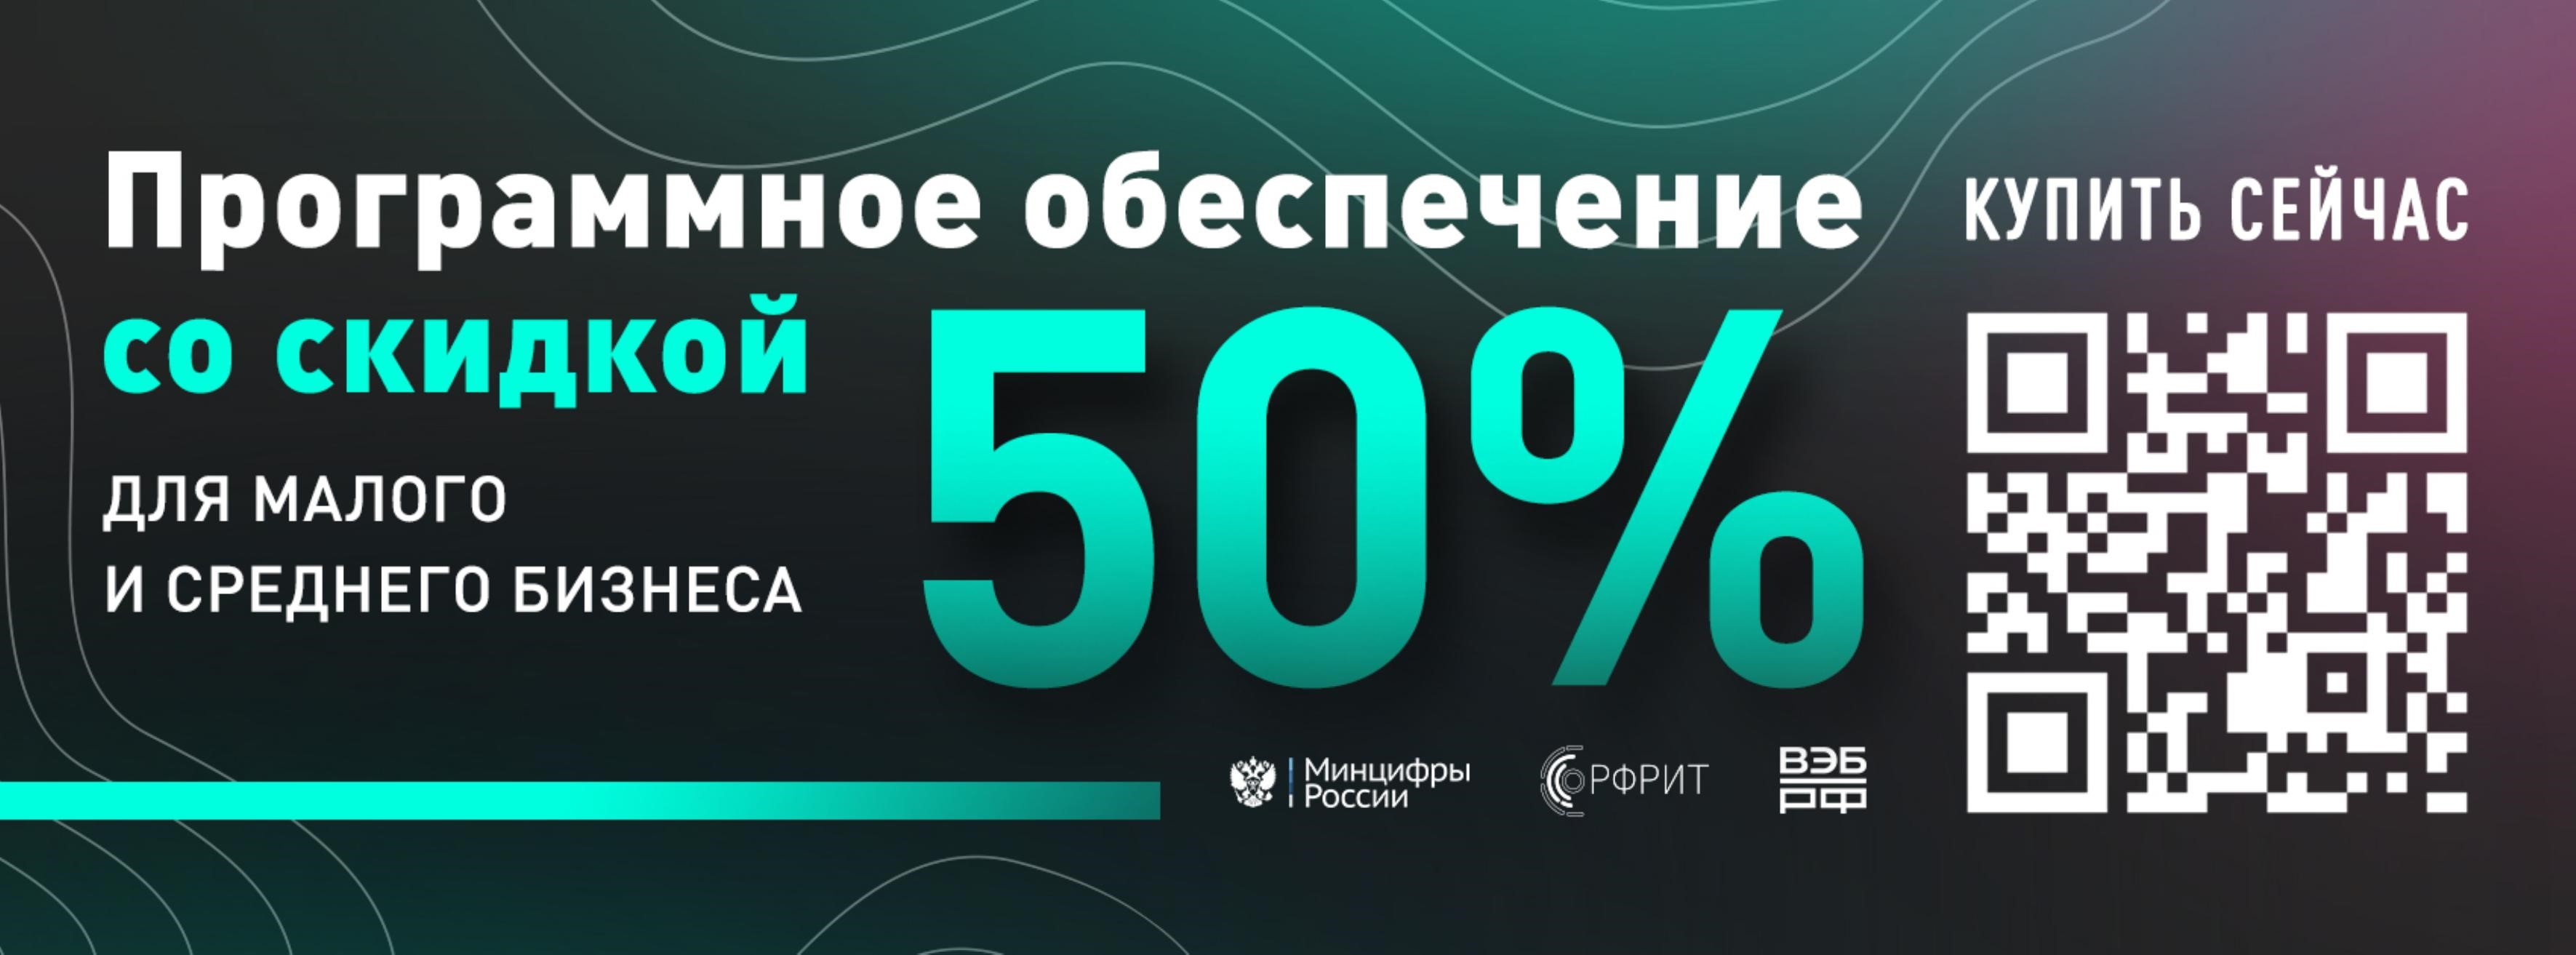 Программное обеспечение
со скидкой 50%
ДЛЯ МАЛОГО
И СРЕДНЕГО БИЗНЕСА
КУПИТЬ СЕЙЧАС
Минцифры
России
РФРИТ
ВЭБ
РФ